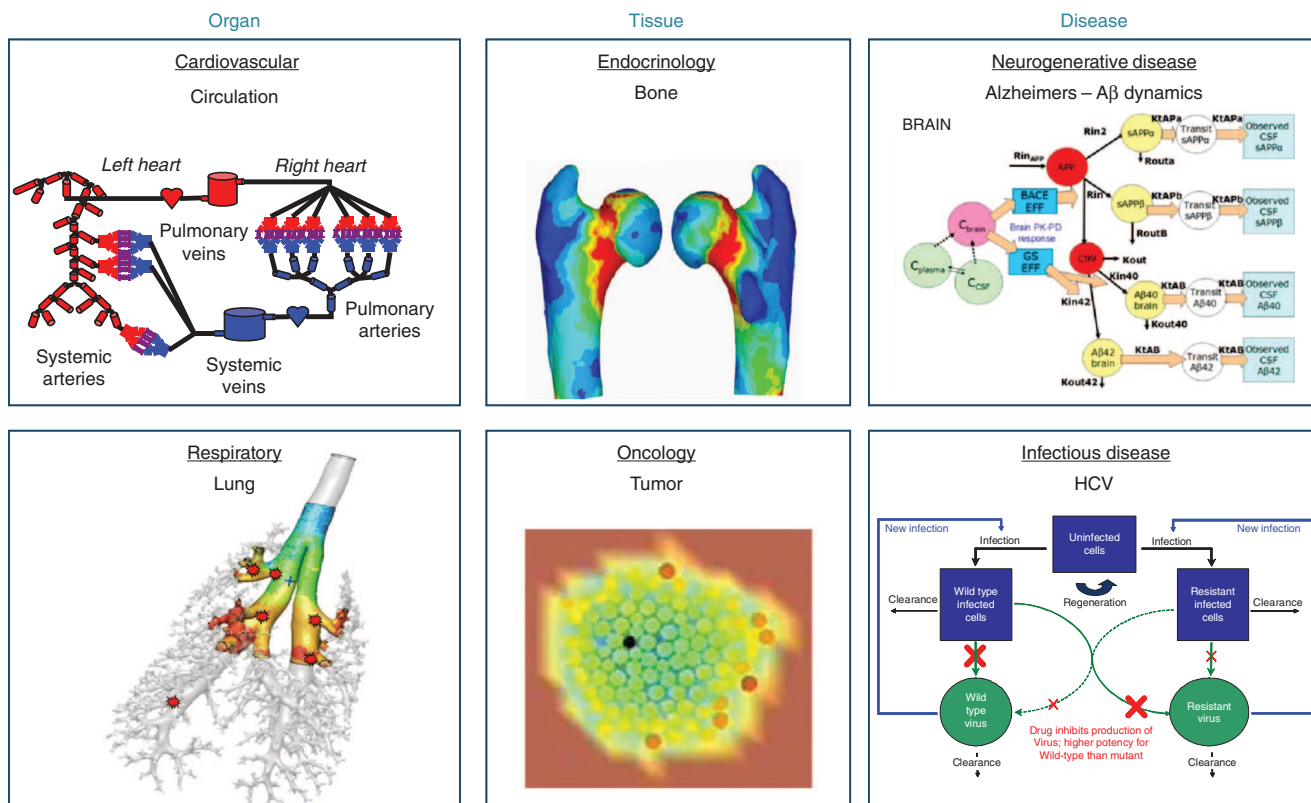 Organ
Tissue
Disease
Cardiovascular
Circulation
Left heart
Right heart
Pulmonary
veins
Pulmonary
arteries
Systemic
arteries
Systemic
veins
Endocrinology
Bone
Neurogenerative disease
Alzheimers – Aβ dynamics
BRAIN
Rin_APP
APP
Rin2
sAPPα
Routa
KtAPa
Transit
sAPPα
KtAPa
Observed
CSF
sAPPα
BACE
EFF
Rin
sAPPβ
RoutB
KtAPb
Transit
sAPPβ
KtAPb
Observed
CSF
sAPPβ
C_brain
Brain PK-PD
response
C_plasma
C_CSF
GS
EFF
C99
Kout
Kin40
Kin42
Aβ40
brain
Kout40
KtAB
Transit
Aβ40
KtAB
Observed
CSF
Aβ40
Aβ42
brain
Kout42
KtAB
Transit
Aβ42
KtAB
Observed
CSF
Aβ42
Respiratory
Lung
Oncology
Tumor
Infectious disease
HCV
New infection
New infection
Uninfected
cells
Infection
Infection
Regeneration
Wild type
infected
cells
Clearance
Resistant
infected
cells
Clearance
Wild
type
virus
Resistant
virus
Drug inhibits production of
Virus; higher potency for
Wild-type than mutant
Clearance
Clearance